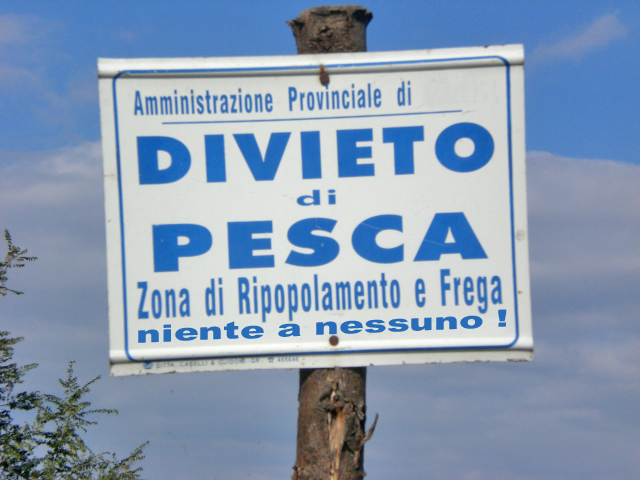 Amministrazione Provinciale di
DIVIETO
di
PESCA
Zona di Ripopolamento e Frega
niente a nessuno !